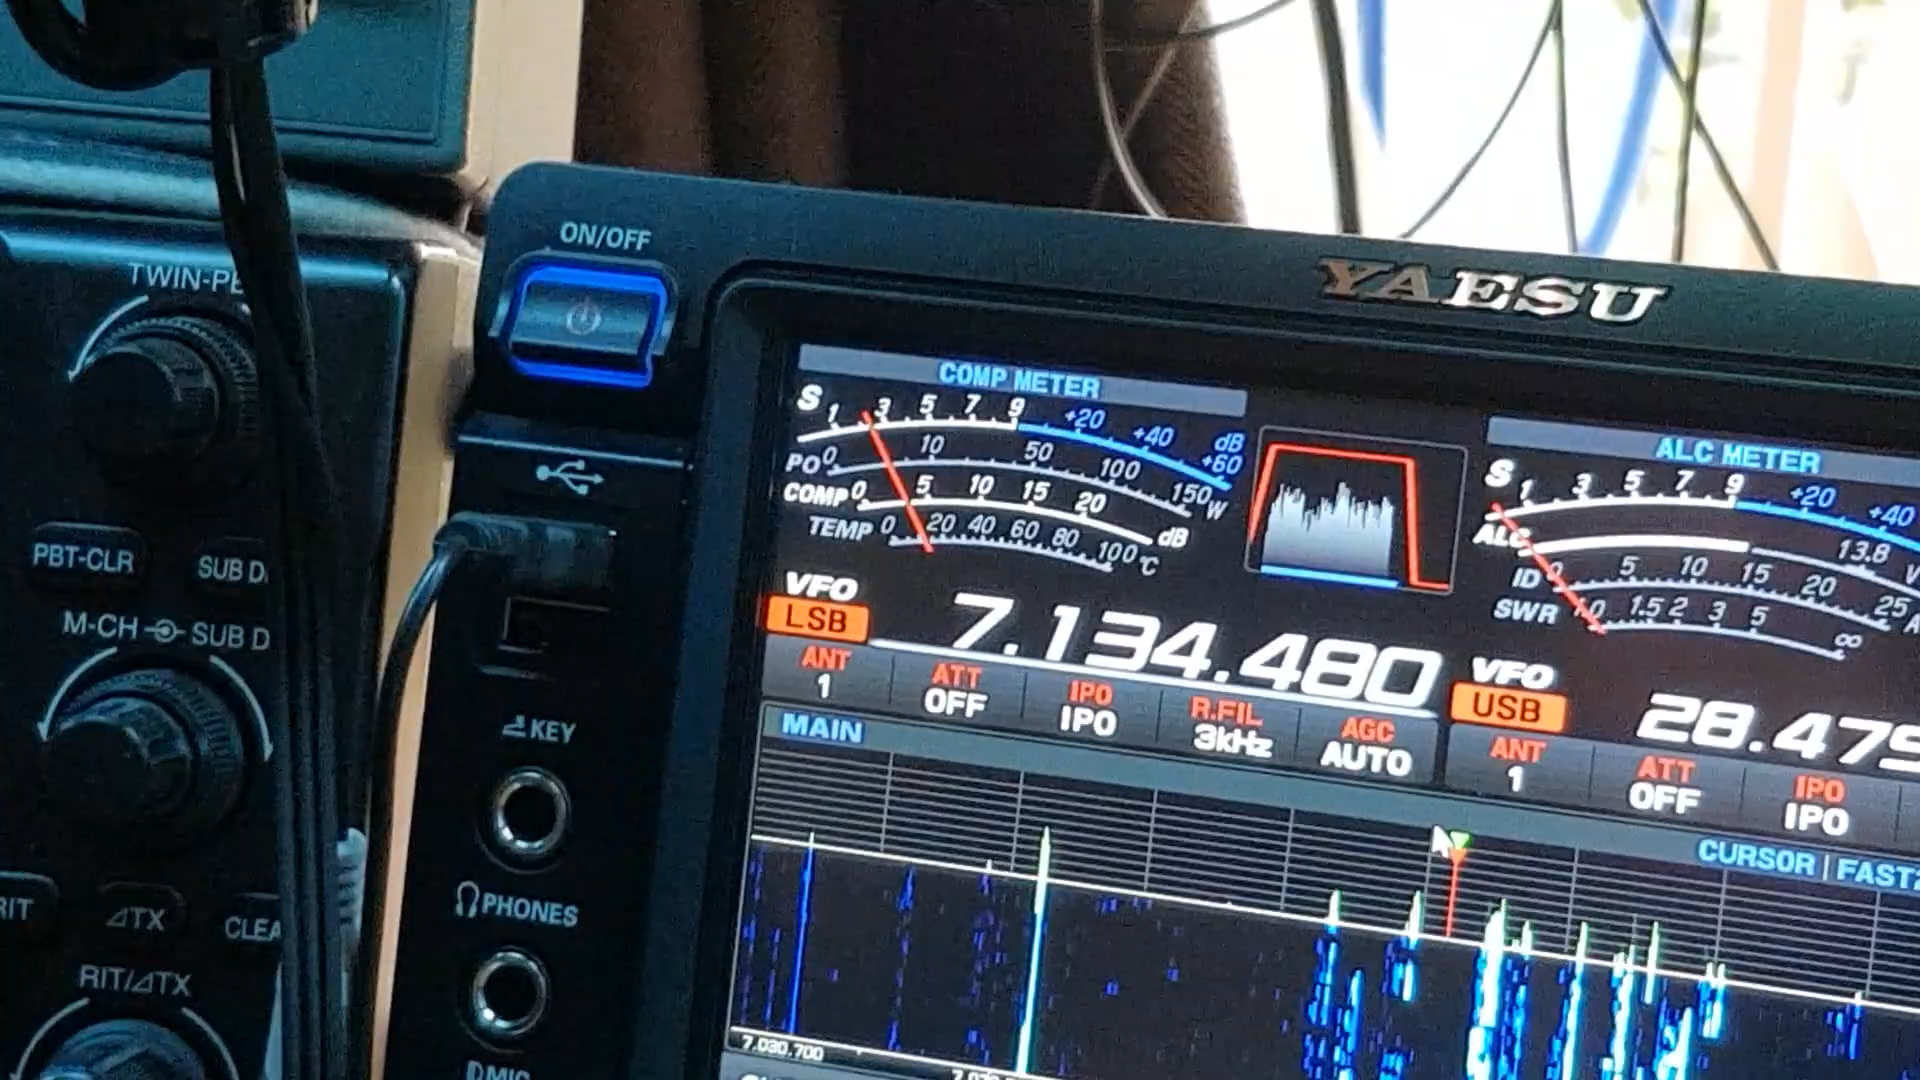 ON/OFF
YAESU
TWIN-PB
PBT-CLR
SUB D
M-CH
SUB D
RIT
⊿TX
CLEA
RIT/⊿TX
KEY
PHONES
MIC
COMP METER
S 1 3 5 7 9 +20 +40 +60 dB
PO 0 10 50 100 150 W
COMP 0 5 10 15 20 dB
TEMP 0 20 40 60 80 100 °C
ALC METER
S 1 3 5 7 9 +20 +40
ALC 13.8 V
ID 0 5 10 15 20 25 A
SWR 1.0 1.5 2 3 5 ∞
VFO
LSB
7.134.480
ANT 1
ATT OFF
IPO IPO
R.FIL 3kHz
AGC AUTO
VFO
USB
28.475
ANT 1
ATT OFF
IPO IPO
MAIN
CURSOR | FAST
7.030.700